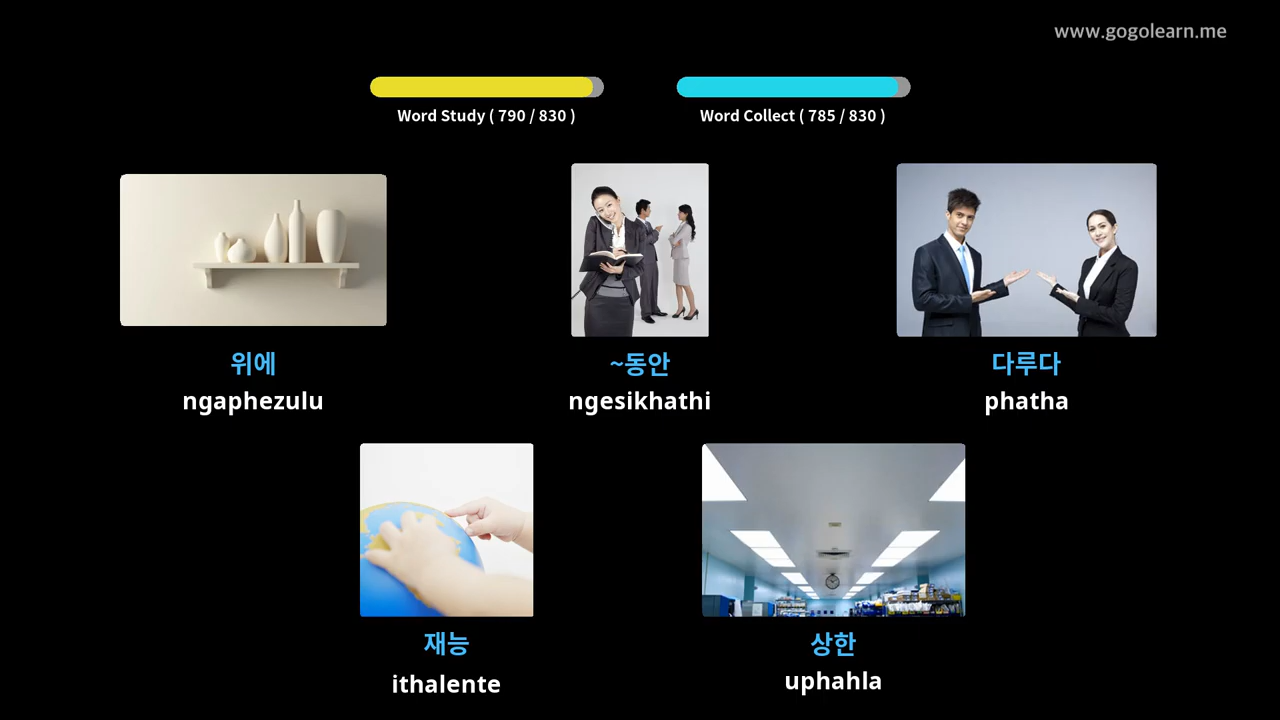 www.gogolearn.me
Word Study ( 790 / 830 )
Word Collect ( 785 / 830 )
위에
ngaphezulu
~동안
ngesikhathi
다루다
phatha
재능
ithalente
상한
uphahla